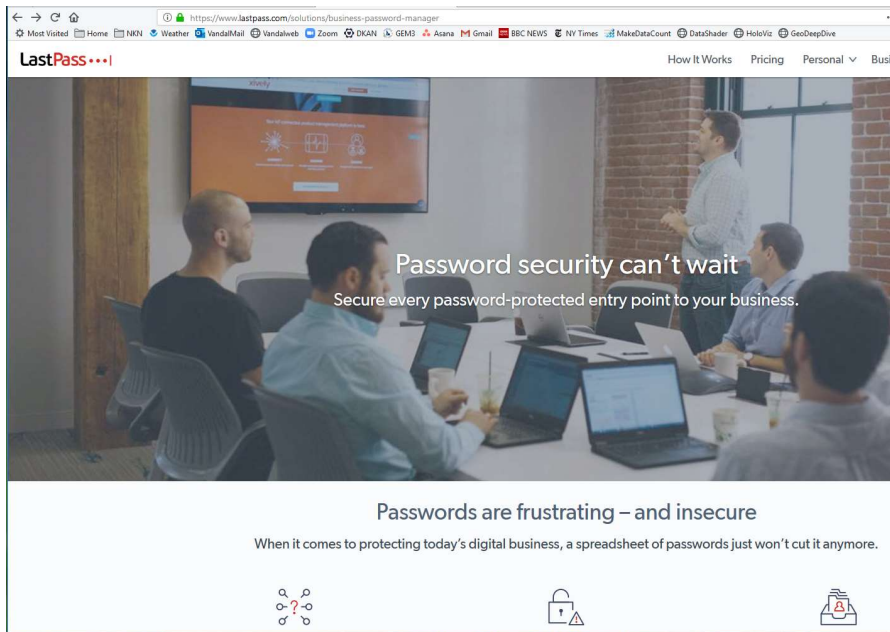 https://www.lastpass.com/solutions/business-password-manager
Most Visited Home NKN Weather VandalMail Vandalweb Zoom DKAN GEM3 Asana M Gmail BBC NEWS NY Times MakeDataCount DataShader HoloViz GeoDeepDive
LastPass How It Works Pricing Personal Busi
xively
Password security can't wait
Secure every password-protected entry point to your business.
Passwords are frustrating – and insecure
When it comes to protecting today's digital business, a spreadsheet of passwords just won't cut it anymore.